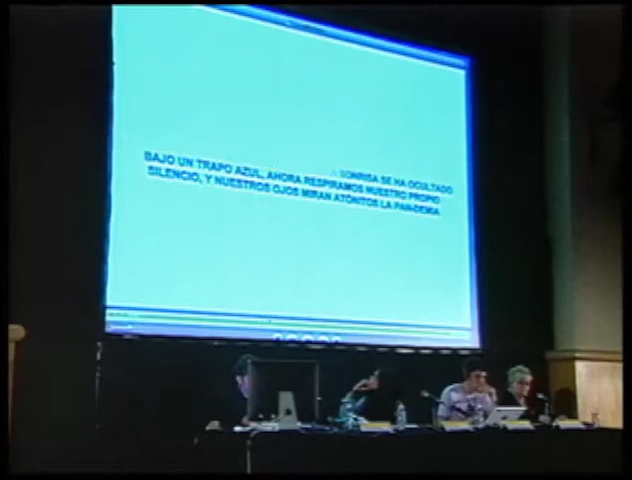 SONRISA SE HA OCULTADO
BAJO UN TRAPO AZUL, AHORA RESPIRAMOS NUESTRO PROPIO
SILENCIO, Y NUESTROS OJOS MIRAN ATÓNITOS LA PANDEMIA